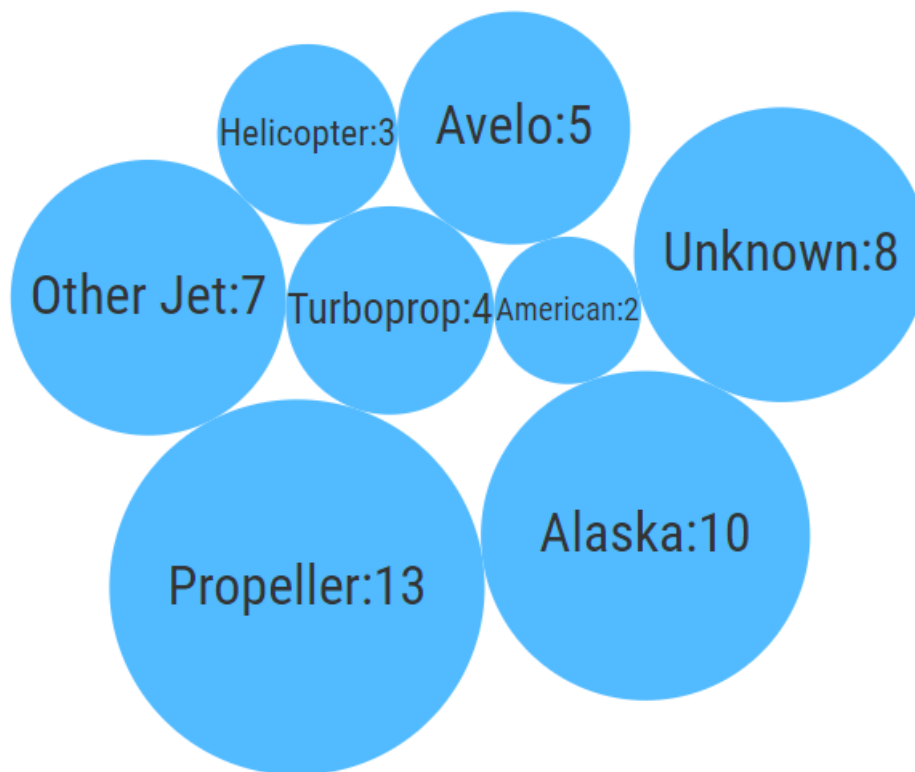 Helicopter:3
Avelo:5
Unknown:8
Other Jet:7
Turboprop:4
American:2
Alaska:10
Propeller:13